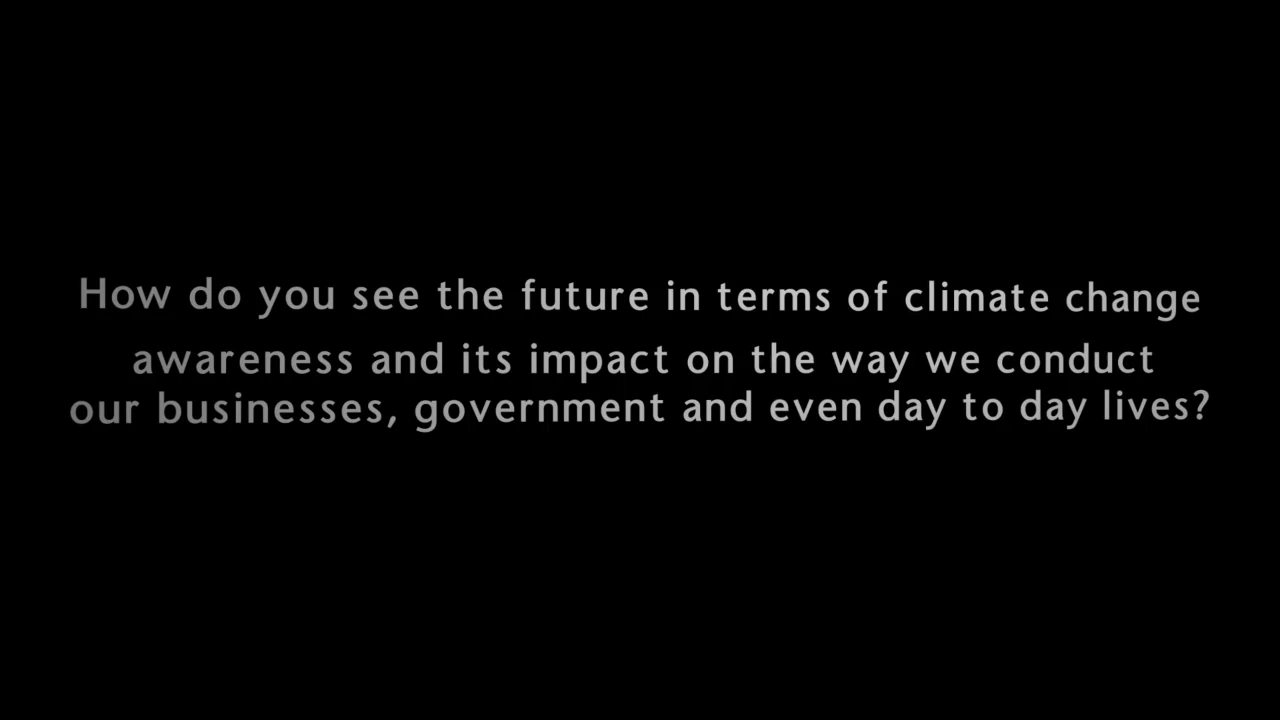 How do you see the future in terms of climate change
awareness and its impact on the way we conduct
our businesses, government and even day to day lives?